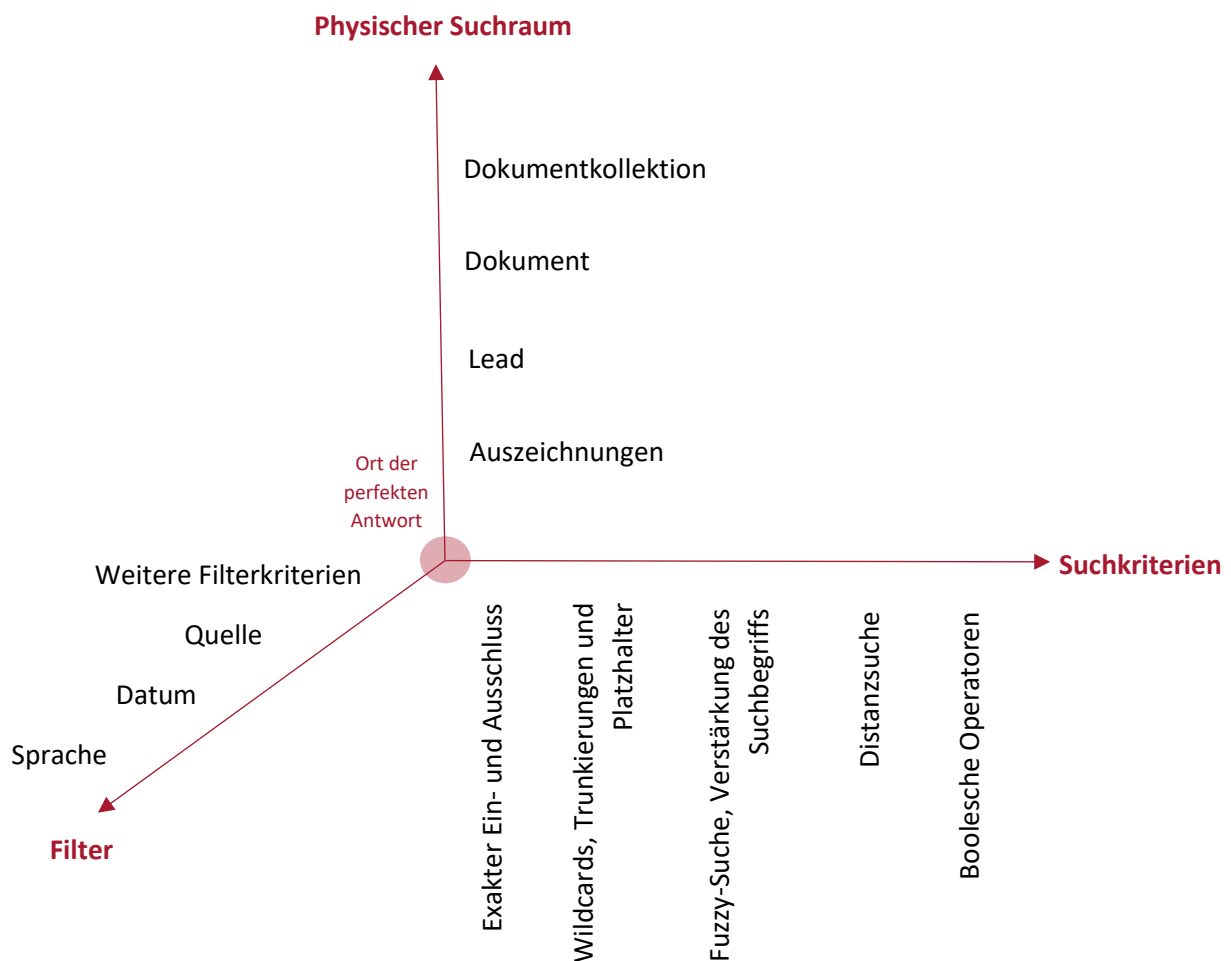 Physischer Suchraum
Dokumentkollektion
Dokument
Lead
Auszeichnungen
Ort der
perfekten
Antwort
Suchkriterien
Weitere Filterkriterien
Quelle
Datum
Sprache
Filter
Exakter Ein- und Ausschluss
Wildcards, Trunkierungen und
Platzhalter
Fuzzy-Suche, Verstärkung des
Suchbegriffs
Distanzsuche
Boolesche Operatoren